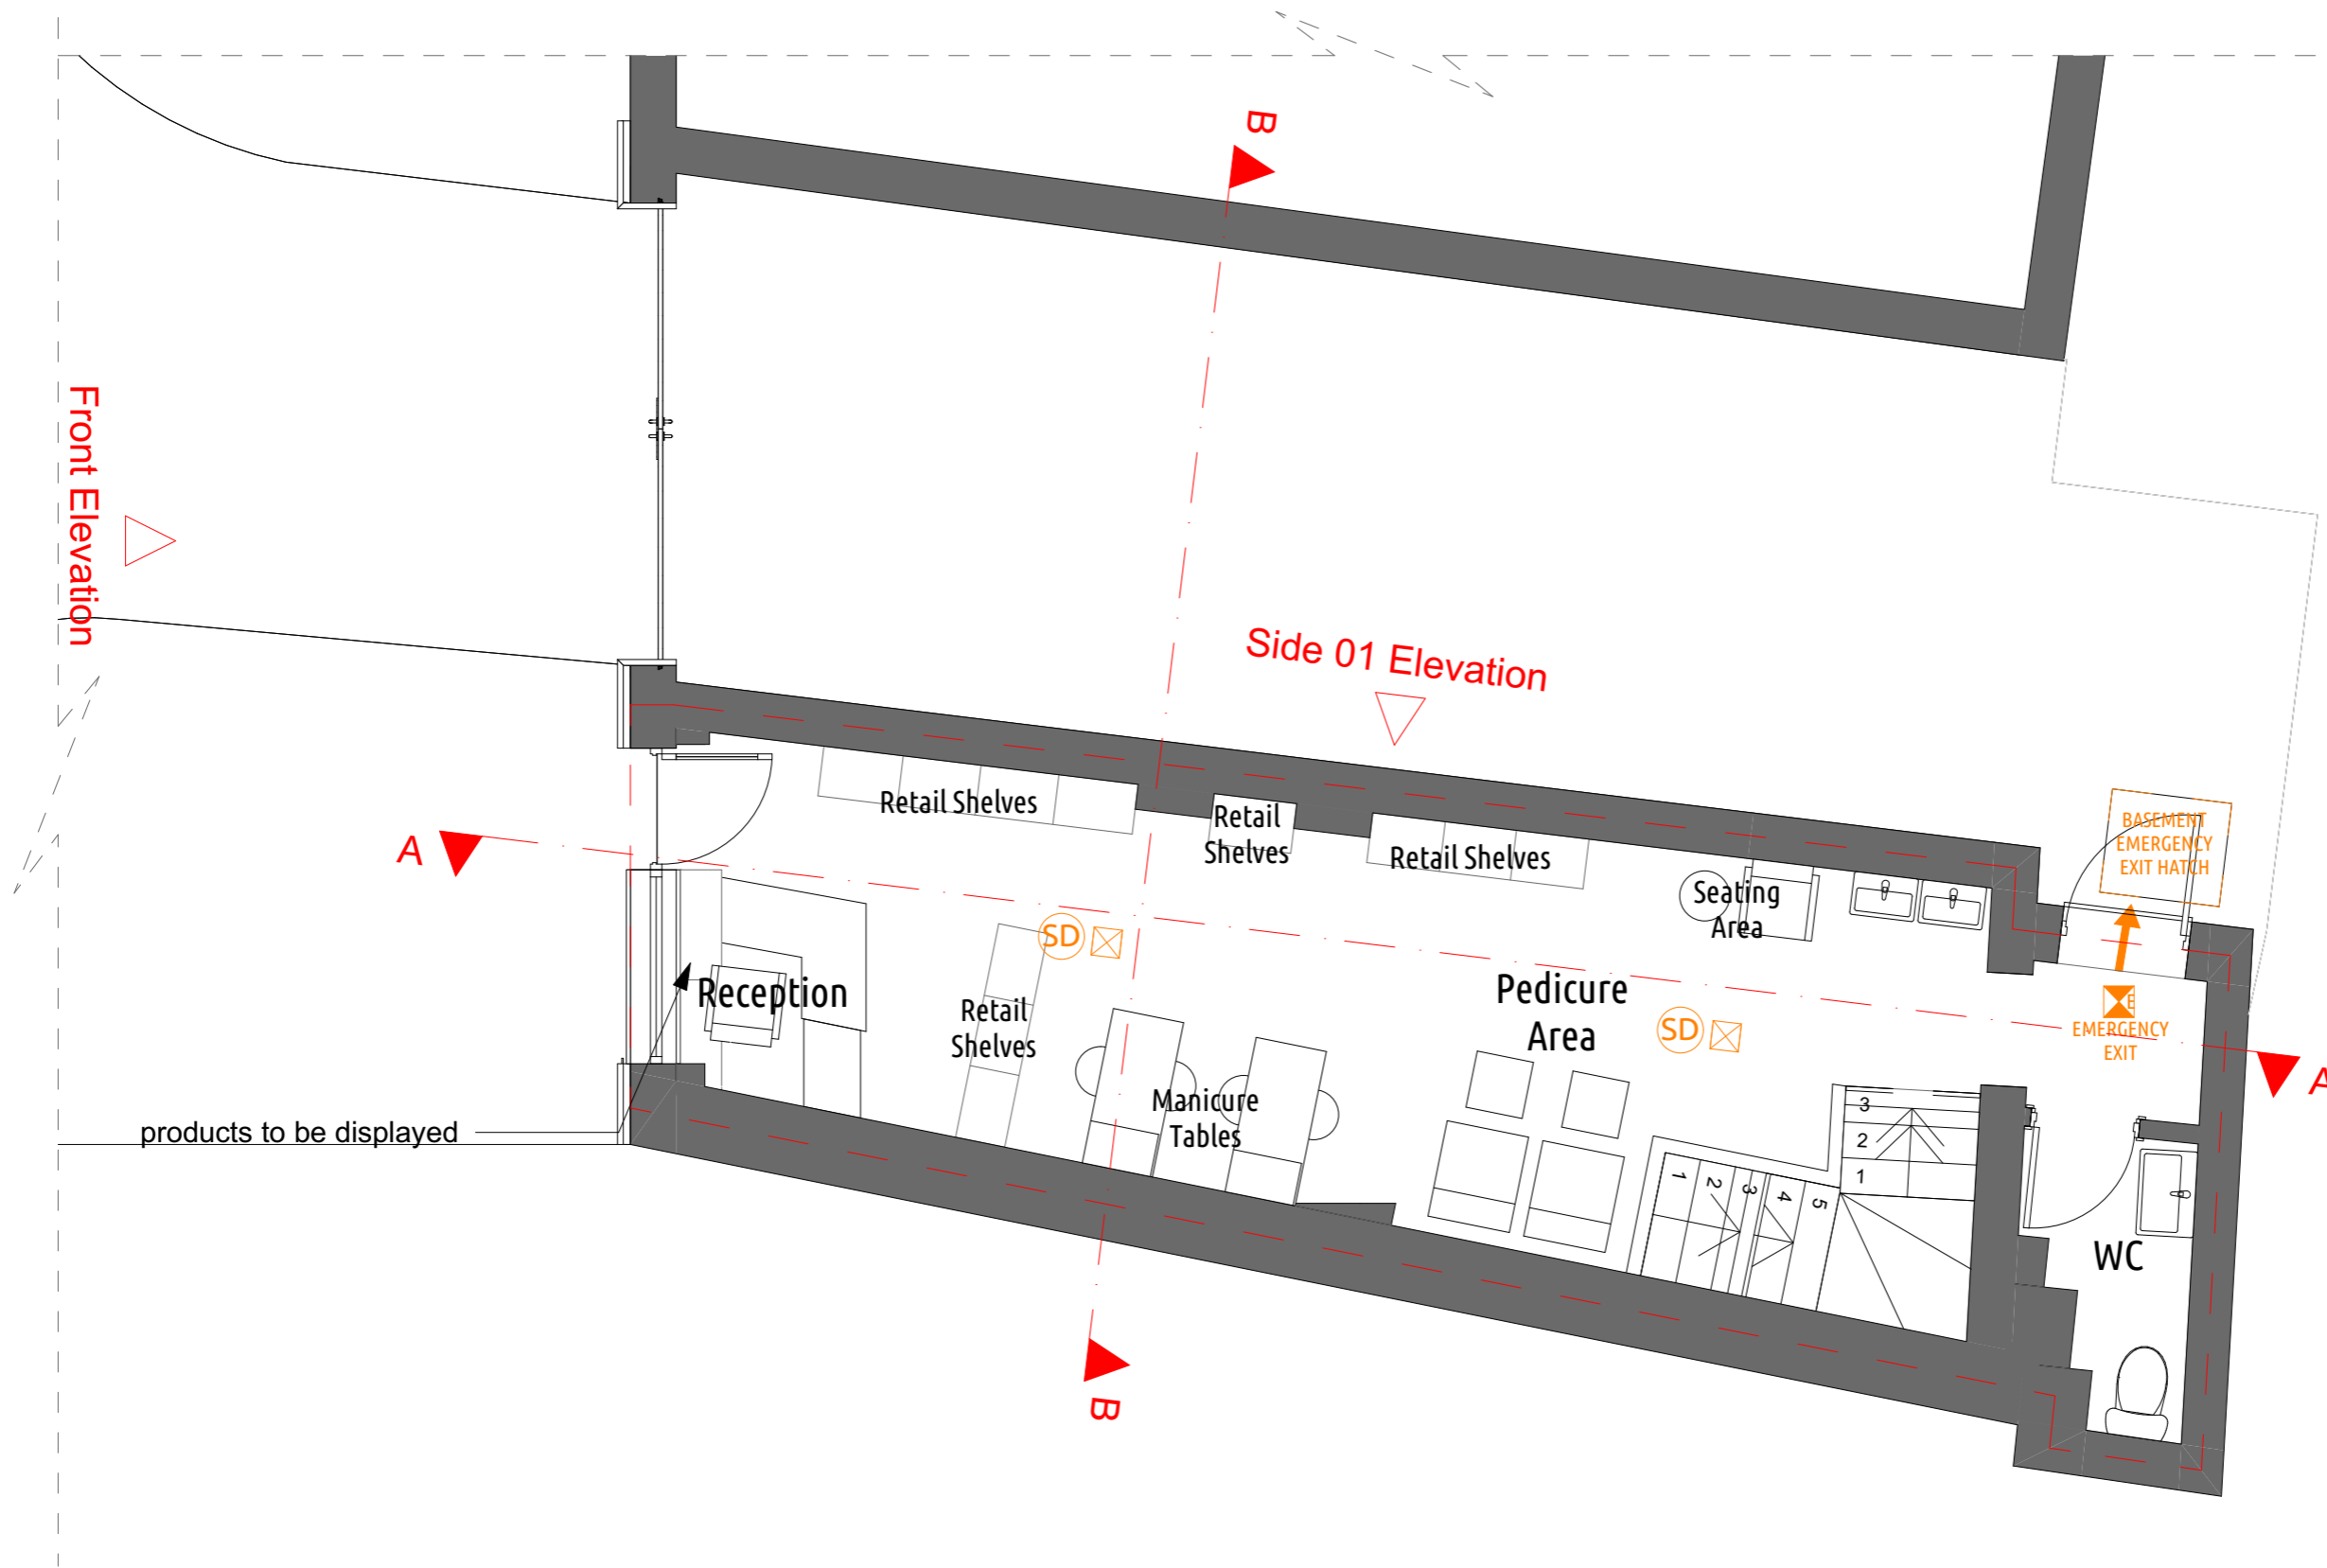 B
Front Elevation
Side 01 Elevation
Retail Shelves
Retail
Shelves
Retail Shelves
BASEMENT
EMERGENCY
EXIT HATCH
A
Seating
Area
SD
Reception
Retail
Shelves
Pedicure
Area
SD
E
EMERGENCY
EXIT
A
Manicure
Tables
products to be displayed
3
2
1
1
2
3
4
5
WC
B